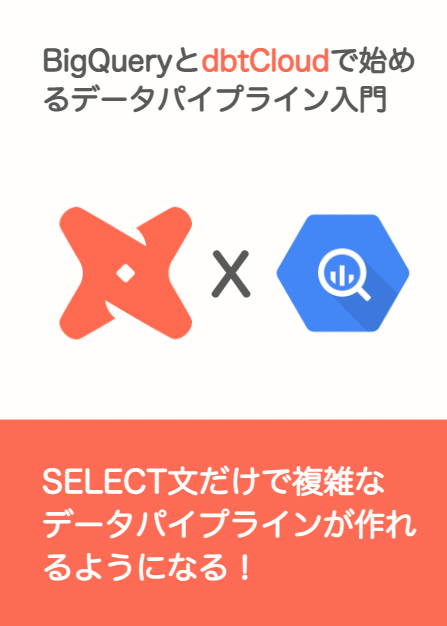 BigQueryとdbtCloudで始め
るデータパイプライン入門
X
SELECT文だけで複雑な
データパイプラインが作れ
るようになる！